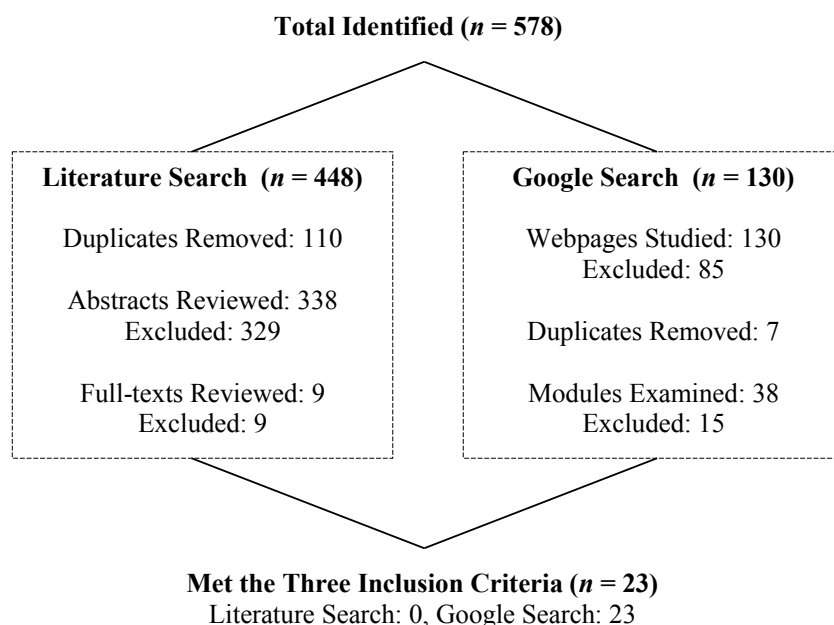 Total Identified (n = 578)
Literature Search (n = 448)
Duplicates Removed: 110
Abstracts Reviewed: 338
Excluded: 329
Full-texts Reviewed: 9
Excluded: 9
Google Search (n = 130)
Webpages Studied: 130
Excluded: 85
Duplicates Removed: 7
Modules Examined: 38
Excluded: 15
Met the Three Inclusion Criteria (n = 23)
Literature Search: 0, Google Search: 23